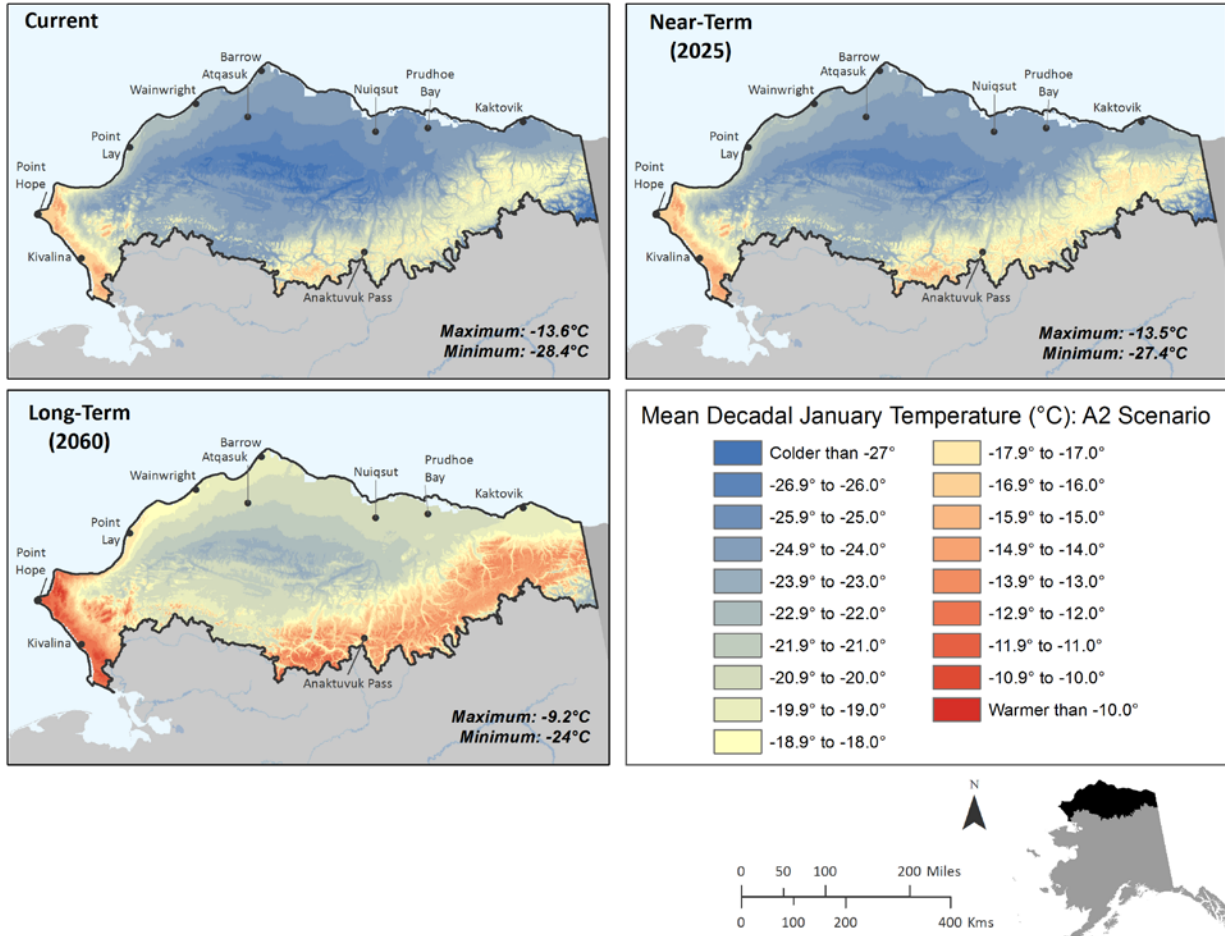 Current
Barrow
Atqasuk
Wainwright
Nuiqsut
Prudhoe
Bay
Kaktovik
Point
Lay
Point
Hope
Kivalina
Anaktuvuk Pass
Maximum: -13.6°C
Minimum: -28.4°C
Near-Term
(2025)
Barrow
Atqasuk
Wainwright
Nuiqsut
Prudhoe
Bay
Kaktovik
Point
Lay
Point
Hope
Kivalina
Anaktuvuk Pass
Maximum: -13.5°C
Minimum: -27.4°C
Long-Term
(2060)
Barrow
Atqasuk
Wainwright
Nuiqsut
Prudhoe
Bay
Kaktovik
Point
Lay
Point
Hope
Kivalina
Anaktuvuk Pass
Maximum: -9.2°C
Minimum: -24°C
Mean Decadal January Temperature (°C): A2 Scenario
Colder than -27°
-26.9° to -26.0°
-25.9° to -25.0°
-24.9° to -24.0°
-23.9° to -23.0°
-22.9° to -22.0°
-21.9° to -21.0°
-20.9° to -20.0°
-19.9° to -19.0°
-18.9° to -18.0°
-17.9° to -17.0°
-16.9° to -16.0°
-15.9° to -15.0°
-14.9° to -14.0°
-13.9° to -13.0°
-12.9° to -12.0°
-11.9° to -11.0°
-10.9° to -10.0°
Warmer than -10.0°
N
0 50 100 200 Miles
0 100 200 400 Kms